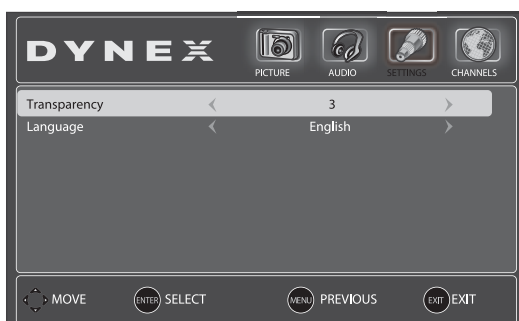 DYNEX
PICTURE AUDIO SETTINGS CHANNELS
Transparency 3
Language English
MOVE ENTER SELECT MENU PREVIOUS EXIT EXIT